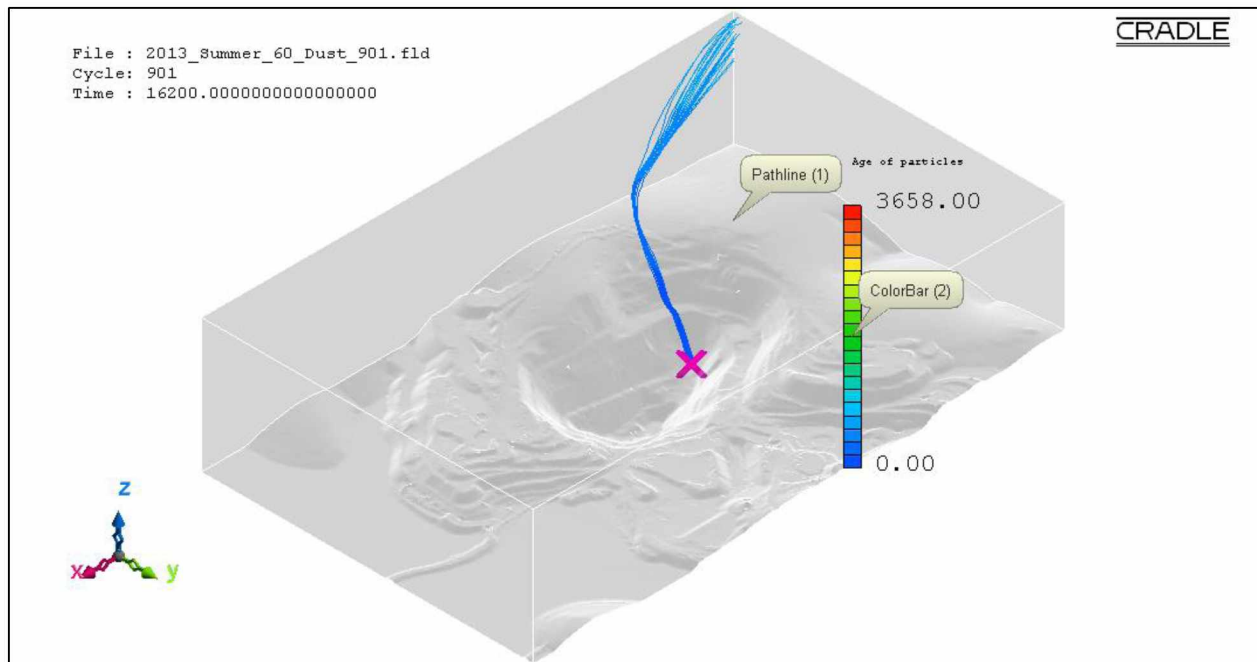 CRADLE
File : 2013_Summer_60_Dust_901.fld
Cycle: 901
Time : 16200.0000000000000000
Age of particles
Pathline (1)
3658.00
ColorBar (2)
0.00
z
x
y